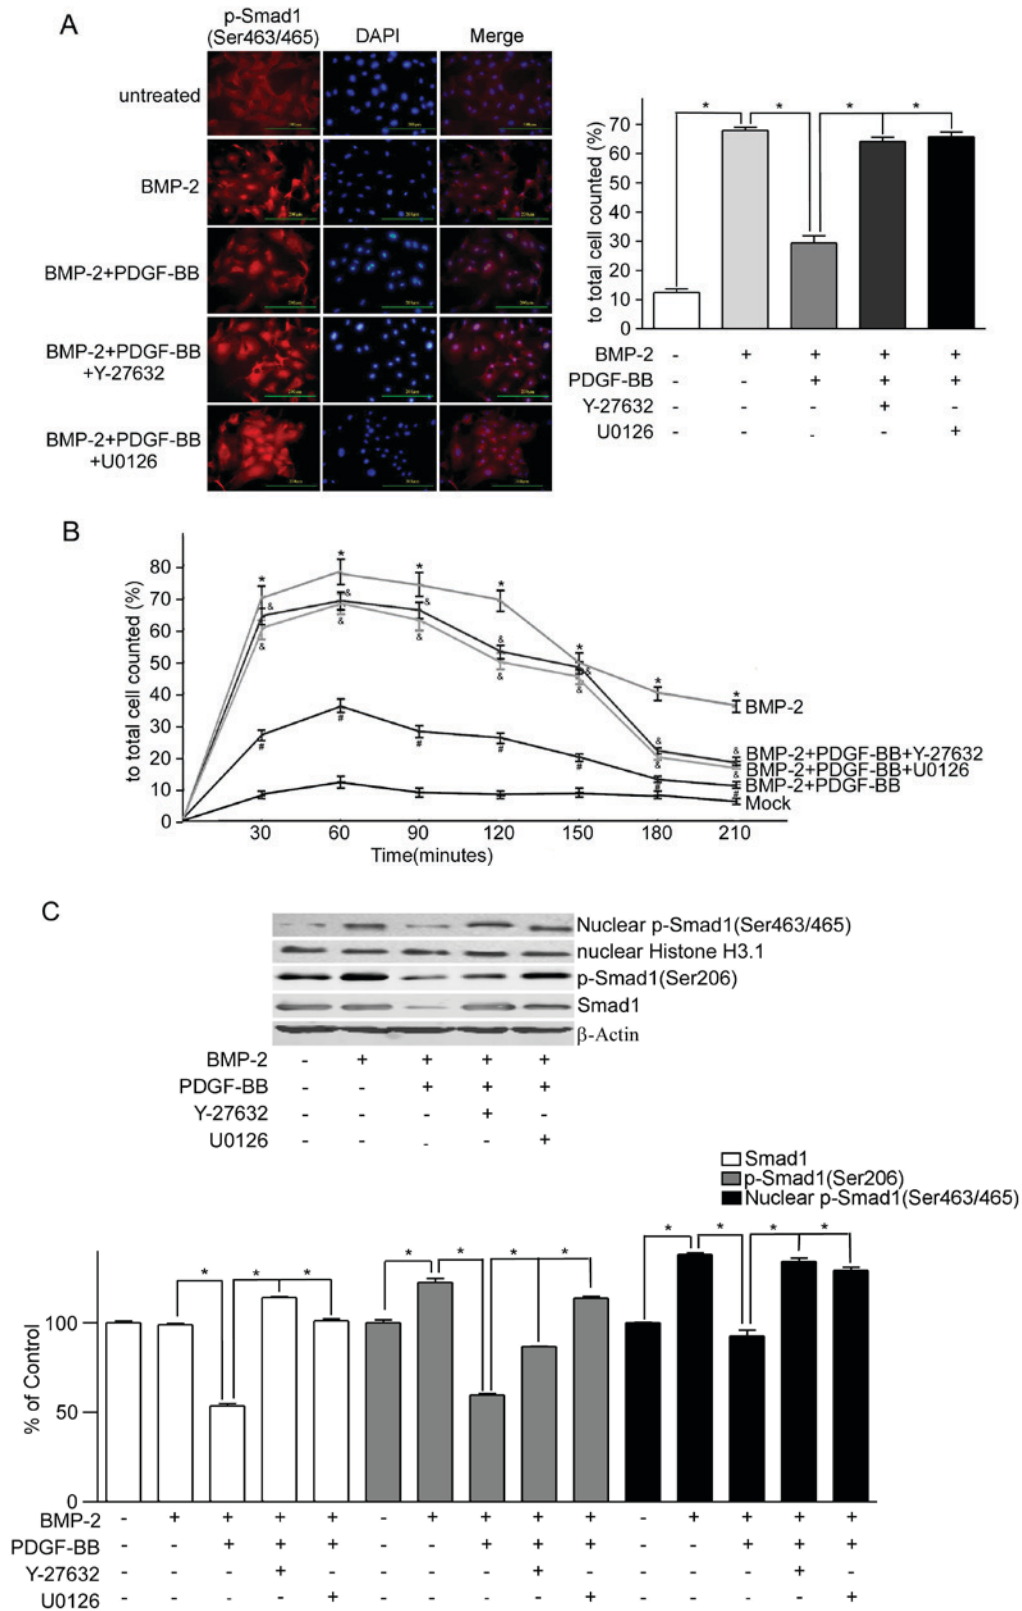 A
p-Smad1
(Ser463/465)
DAPI
Merge
untreated
BMP-2
BMP-2+PDGF-BB
BMP-2+PDGF-BB
+Y-27632
BMP-2+PDGF-BB
+U0126
to total cell counted (%)
70
60
50
40
30
20
10
0
* * * *
BMP-2 - + + + +
PDGF-BB - - + + +
Y-27632 - - - + -
U0126 - - - - +
B
to total cell counted (%)
80
70
60
50
40
30
20
10
0
30 60 90 120 150 180 210
Time(minutes)
BMP-2
BMP-2+PDGF-BB+Y-27632
BMP-2+PDGF-BB+U0126
BMP-2+PDGF-BB
Mock
C
Nuclear p-Smad1(Ser463/465)
nuclear Histone H3.1
p-Smad1(Ser206)
Smad1
β-Actin
BMP-2 - + + + +
PDGF-BB - - + + +
Y-27632 - - - + -
U0126 - - - - +
Smad1
p-Smad1(Ser206)
Nuclear p-Smad1(Ser463/465)
* * * * * * * * * * *
% of Control
100
50
0
BMP-2 - + + + + - + + + + - + + + +
PDGF-BB - - + + + - - + + + - - + + +
Y-27632 - - - + - - - - + - - - - + -
U0126 - - - - + - - - - + - - - - +